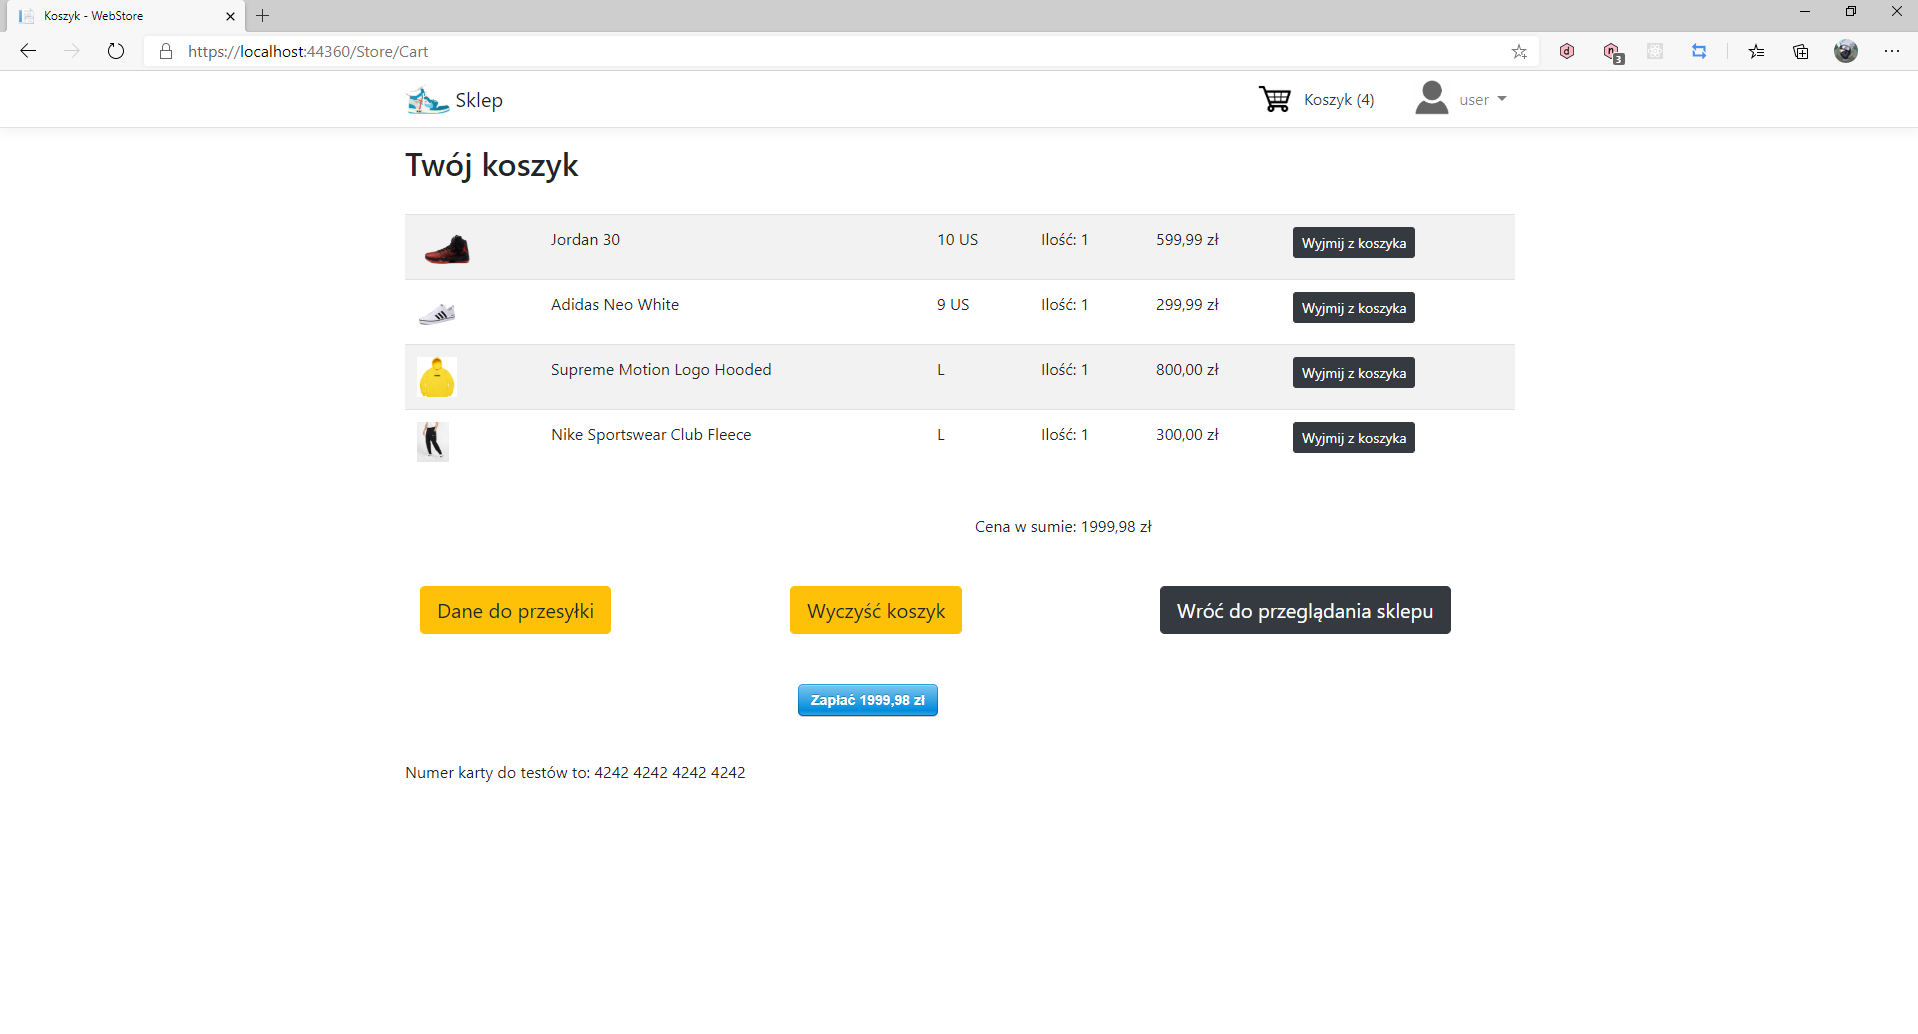 Koszyk - WebStore
https://localhost:44360/Store/Cart
3
Sklep
Koszyk (4)
user
Twój koszyk
Jordan 30 10 US Ilość: 1 599,99 zł Wyjmij z koszyka
Adidas Neo White 9 US Ilość: 1 299,99 zł Wyjmij z koszyka
Supreme Motion Logo Hooded L Ilość: 1 800,00 zł Wyjmij z koszyka
Nike Sportswear Club Fleece L Ilość: 1 300,00 zł Wyjmij z koszyka
Cena w sumie: 1999,98 zł
Dane do przesyłki Wyczyść koszyk Wróć do przeglądania sklepu
Zapłać 1999,98 zł
Numer karty do testów to: 4242 4242 4242 4242